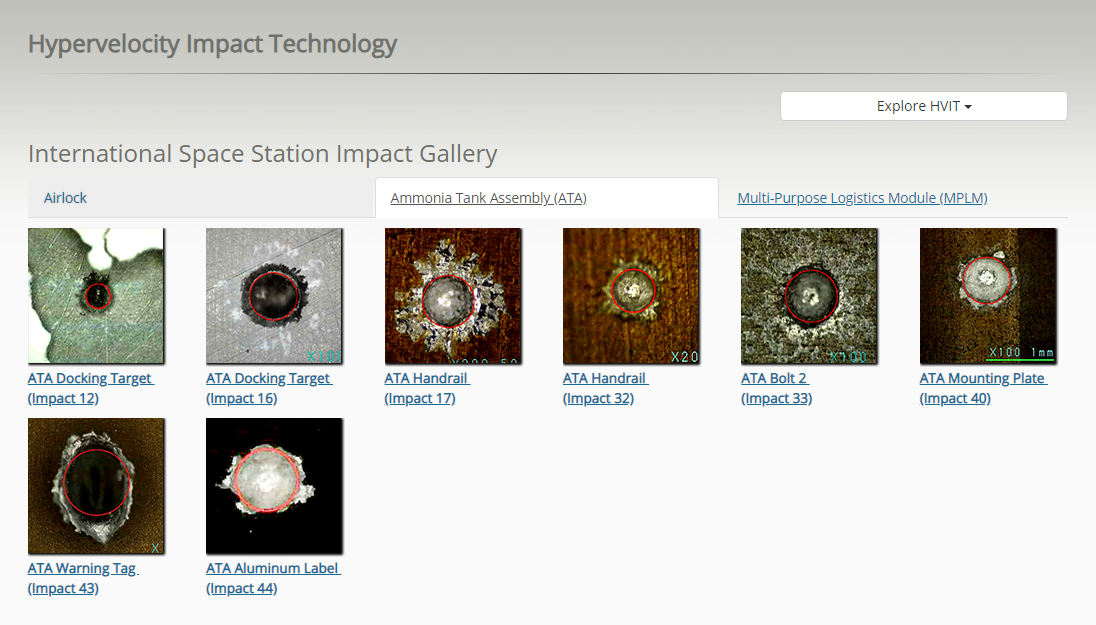 Hypervelocity Impact Technology
Explore HVIT
International Space Station Impact Gallery
Airlock
Ammonia Tank Assembly (ATA)
Multi-Purpose Logistics Module (MPLM)
X20
X100
X100 1mm
ATA Docking Target
(Impact 12)
ATA Docking Target
(Impact 16)
ATA Handrail
(Impact 17)
ATA Handrail
(Impact 32)
ATA Bolt 2
(Impact 33)
ATA Mounting Plate
(Impact 40)
X
ATA Warning Tag
(Impact 43)
ATA Aluminum Label
(Impact 44)